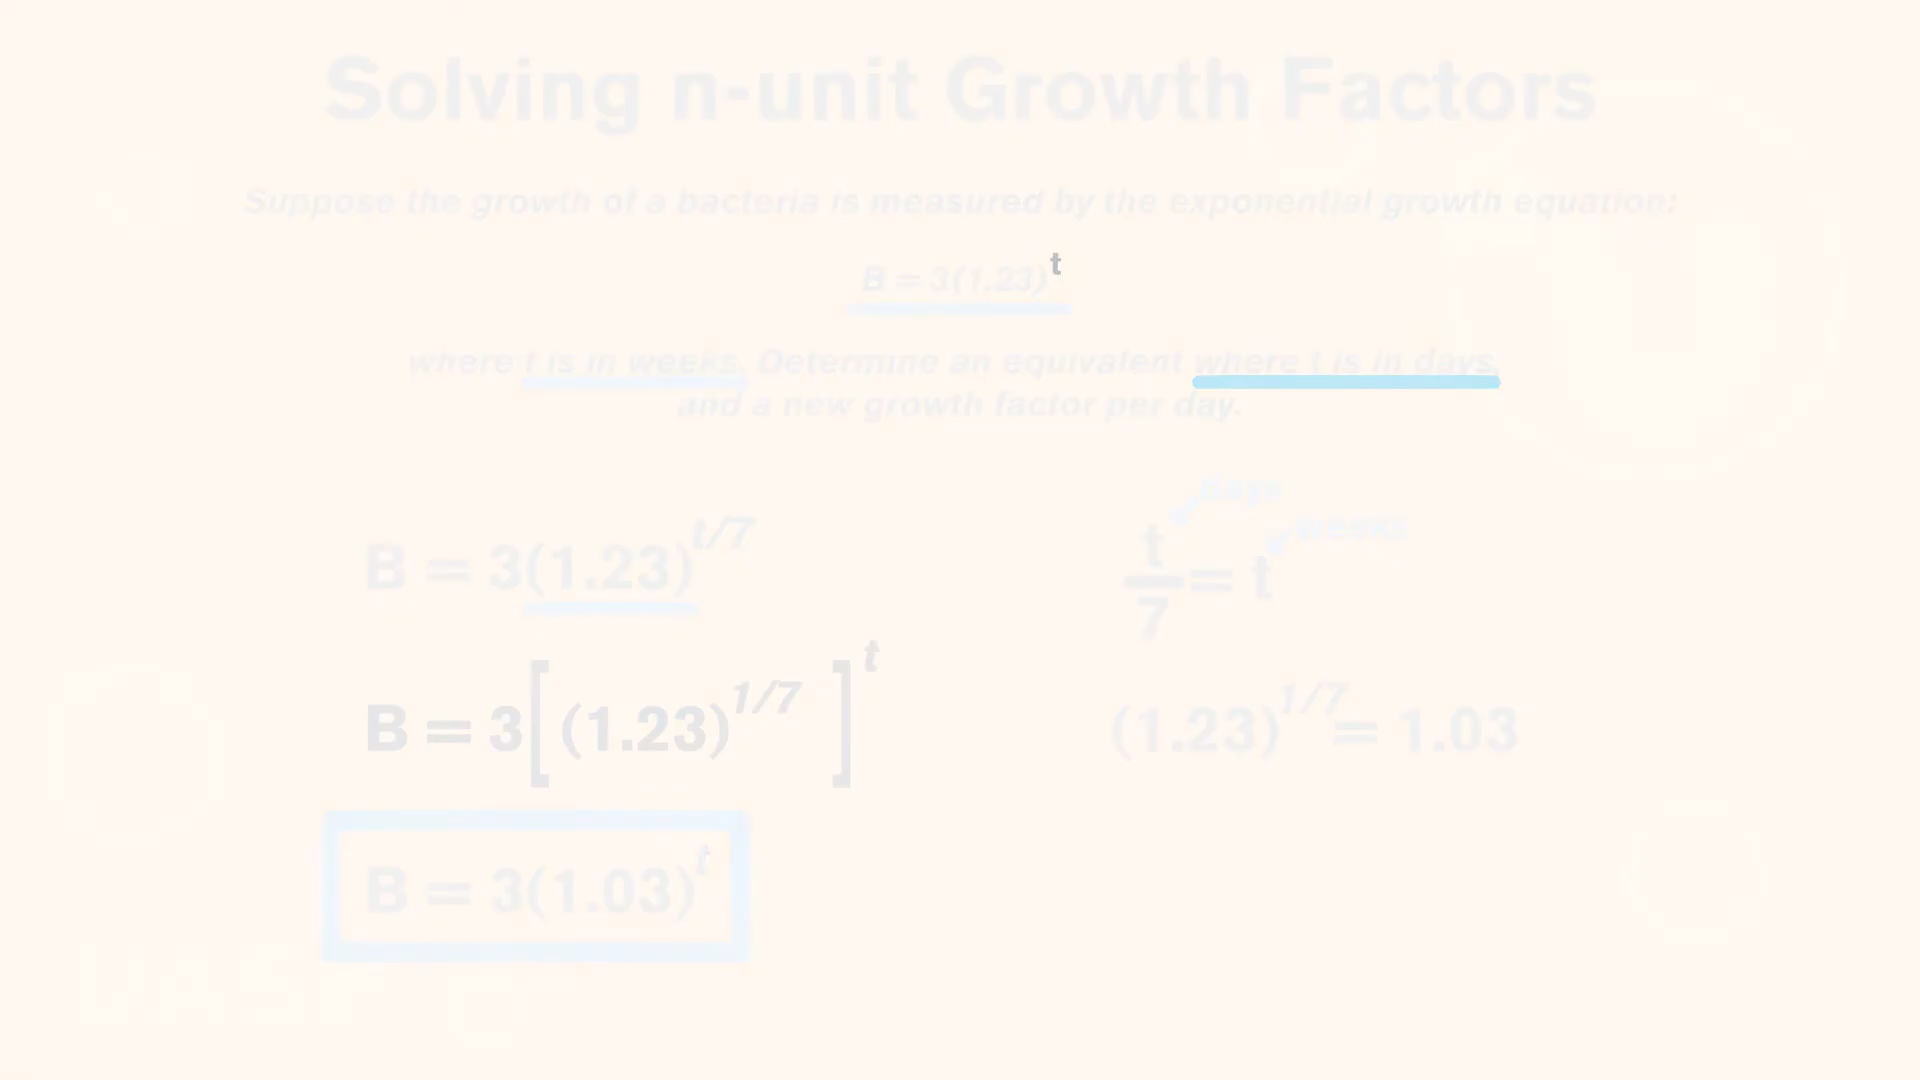 Solving n-unit Growth Factors
Suppose the growth of a bacteria is measured by the exponential growth equation:
B = 3(1.23)^t
where t is in weeks. Determine an equivalent where t is in days,
and a new growth factor per day.
days
weeks
B = 3(1.23)^t/7
t/7 = t
B = 3[(1.23)^1/7]^t
(1.23)^1/7 = 1.03
B = 3(1.03)^t